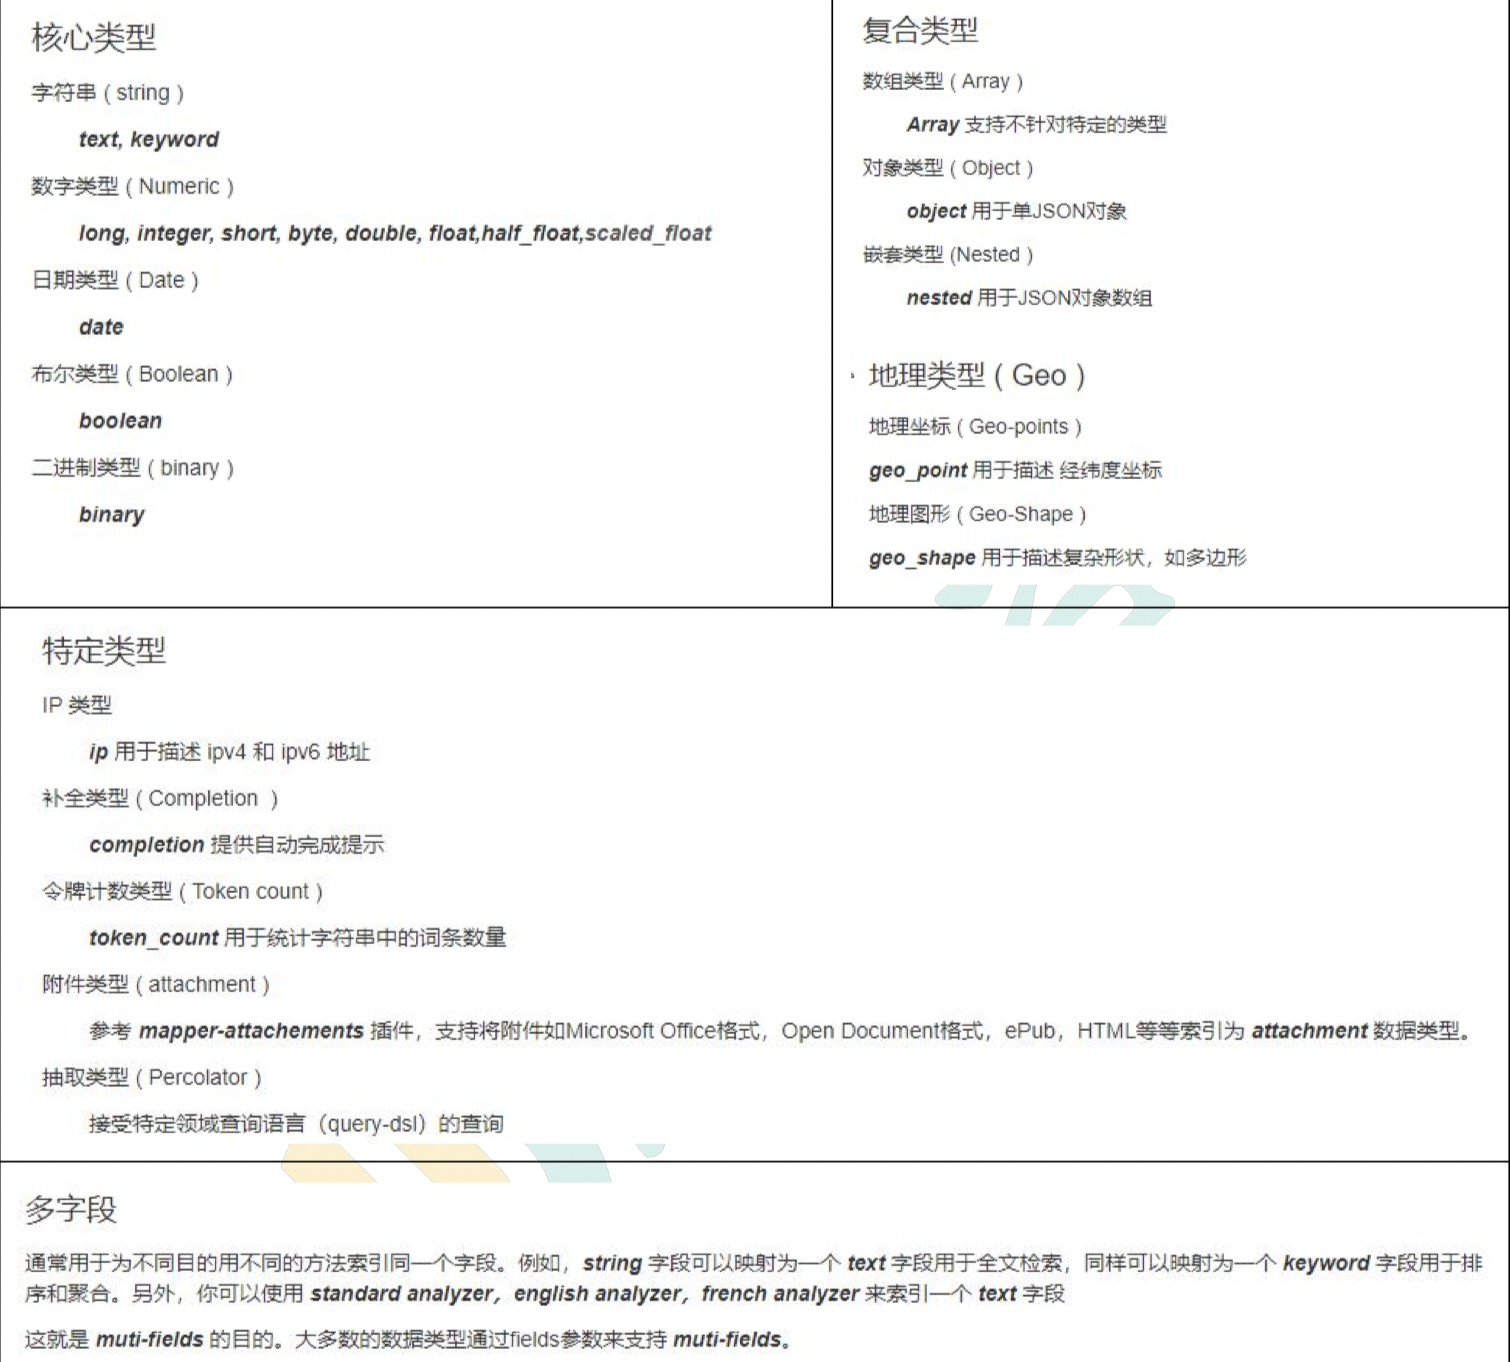 核心类型
字符串 ( string )
text, keyword
数字类型 ( Numeric )
long, integer, short, byte, double, float,half_float,scaled_float
日期类型 ( Date )
date
布尔类型 ( Boolean )
boolean
二进制类型 ( binary )
binary
复合类型
数组类型 ( Array )
Array 支持不针对特定的类型
对象类型 ( Object )
object 用于单JSON对象
嵌套类型 (Nested )
nested 用于JSON对象数组
地理类型 ( Geo )
地理坐标 ( Geo-points )
geo_point 用于描述 经纬度坐标
地理图形 ( Geo-Shape )
geo_shape 用于描述复杂形状，如多边形
特定类型
IP 类型
ip 用于描述 ipv4 和 ipv6 地址
补全类型 ( Completion )
completion 提供自动完成提示
令牌计数类型 ( Token count )
token_count 用于统计字符串中的词条数量
附件类型 ( attachment )
参考 mapper-attachements 插件，支持将附件如Microsoft Office格式，Open Document格式，ePub，HTML等等索引为 attachment 数据类型。
抽取类型 ( Percolator )
接受特定领域查询语言（query-dsl）的查询
多字段
通常用于为不同目的用不同的方法索引同一个字段。例如，string 字段可以映射为一个 text 字段用于全文检索，同样可以映射为一个 keyword 字段用于排
序和聚合。另外，你可以使用 standard analyzer，english analyzer，french analyzer 来索引一个 text 字段
这就是 muti-fields 的目的。大多数的数据类型通过fields参数来支持 muti-fields。